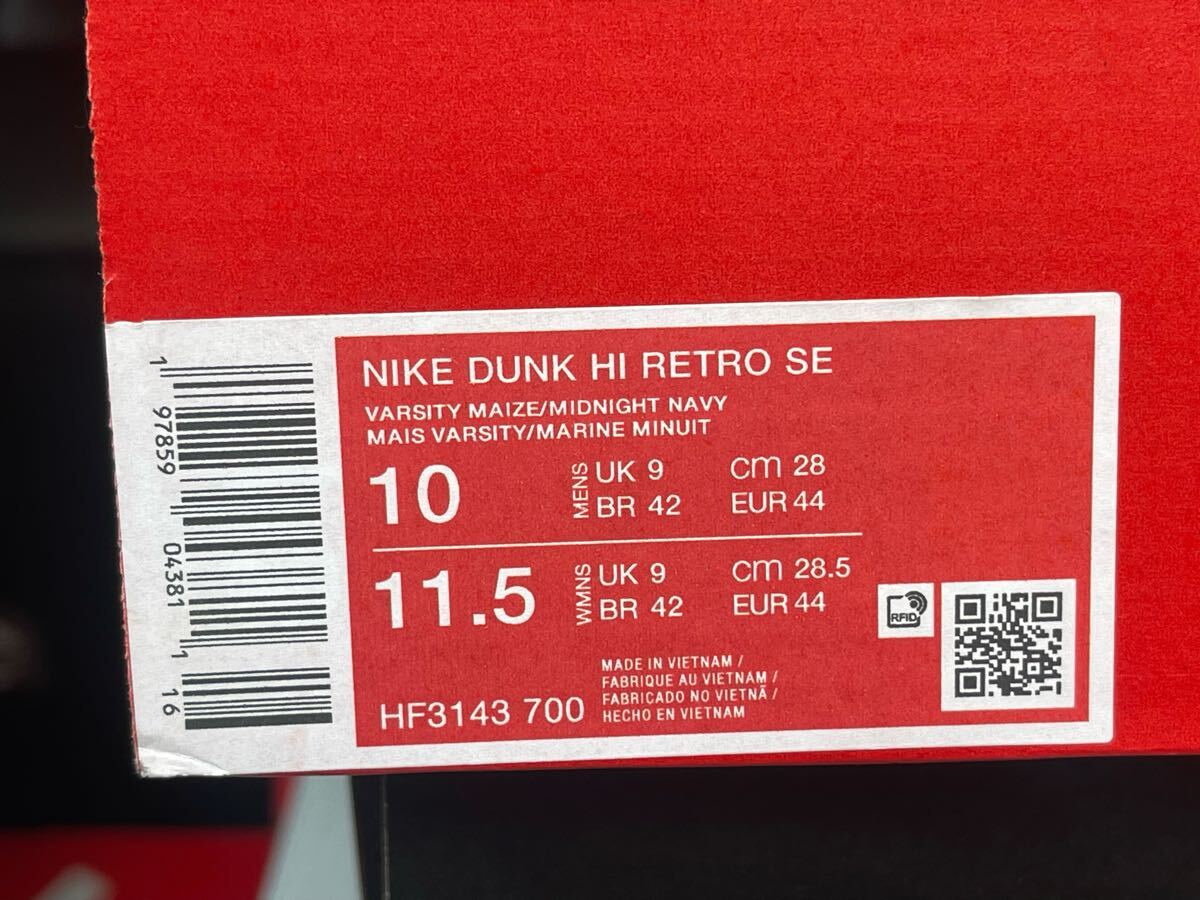 NIKE DUNK HI RETRO SE
VARSITY MAIZE/MIDNIGHT NAVY
MAIS VARSITY/MARINE MINUIT
10 MENS UK 9 cm 28
BR 42 EUR 44
11.5 WMNS UK 9 cm 28.5
BR 42 EUR 44
RFID
MADE IN VIETNAM /
FABRIQUE AU VIETNAM /
FABRICADO NO VIETNÃ /
HECHO EN VIETNAM
HF3143 700
1 97859 04381 1 16